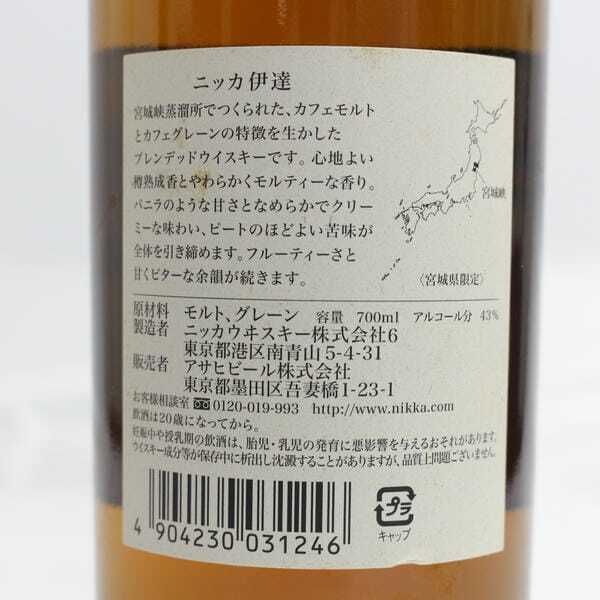 ニッカ伊達
宮城峡蒸溜所でつくられた、カフェモルト
とカフェグレーンの特徴を生かした
ブレンデッドウイスキーです。心地よい
樽熟成香とやわらかくモルティーな香り。
バニラのような甘さとなめらかでクリー
ミーな味わい、ピートのほどよい苦味が
全体を引き締めます。フルーティーさと
甘くビターな余韻が続きます。
宮城峡
〈宮城県限定〉
原材料 モルト、グレーン 容量 700ml アルコール分 43%
製造者 ニッカウヰスキー株式会社6
東京都港区南青山5-4-31
販売者 アサヒビール株式会社
東京都墨田区吾妻橋1-23-1
お客様相談室 0120-019-993 http://www.nikka.com
飲酒は20歳になってから。
妊娠中や授乳期の飲酒は、胎児・乳児の発育に悪影響を与えるおそれがあります。
ウイスキー成分等が保存中に析出し沈澱することがありますが、品質上問題ございません。
4 904230 031246
プラ
キャップ